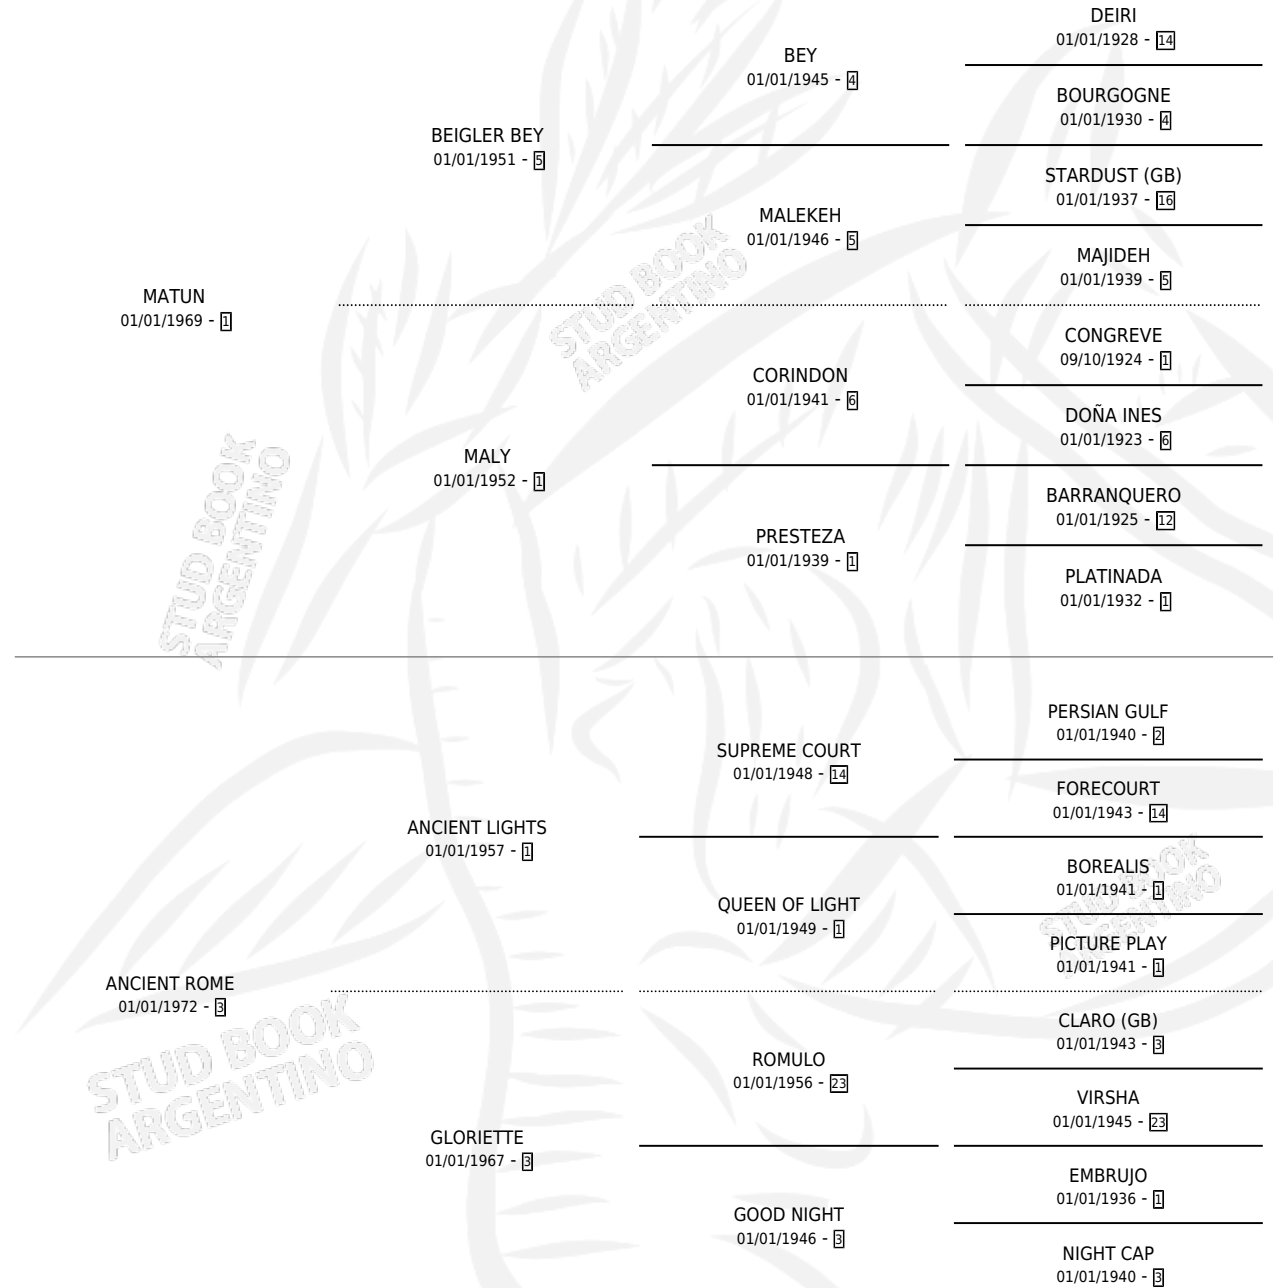 DEIRI
01/01/1928 - 14
BEY
01/01/1945 - 4
BOURGOGNE
01/01/1930 - 4
BEIGLER BEY
01/01/1951 - 5
STARDUST (GB)
01/01/1937 - 16
MALEKEH
01/01/1946 - 5
MAJIDEH
01/01/1939 - 5
MATUN
01/01/1969 - 1
STUD BOOK
ARGENTINO
CONGREVE
09/10/1924 - 1
CORINDON
01/01/1941 - 6
DOÑA INES
01/01/1923 - 6
MALY
01/01/1952 - 1
BARRANQUERO
01/01/1925 - 12
PRESTEZA
01/01/1939 - 1
PLATINADA
01/01/1932 - 1
STUD BOOK
ARGENTINO
PERSIAN GULF
01/01/1940 - 2
SUPREME COURT
01/01/1948 - 14
FORECOURT
01/01/1943 - 14
ANCIENT LIGHTS
01/01/1957 - 1
BOREALIS
01/01/1941 - 1
QUEEN OF LIGHT
01/01/1949 - 1
PICTURE PLAY
01/01/1941 - 1
STUD BOOK
ARGENTINO
ANCIENT ROME
01/01/1972 - 3
CLARO (GB)
01/01/1943 - 3
ROMULO
01/01/1956 - 23
VIRSHA
01/01/1945 - 23
STUD BOOK
ARGENTINO
GLORIETTE
01/01/1967 - 3
EMBRUJO
01/01/1936 - 1
GOOD NIGHT
01/01/1946 - 3
NIGHT CAP
01/01/1940 - 3